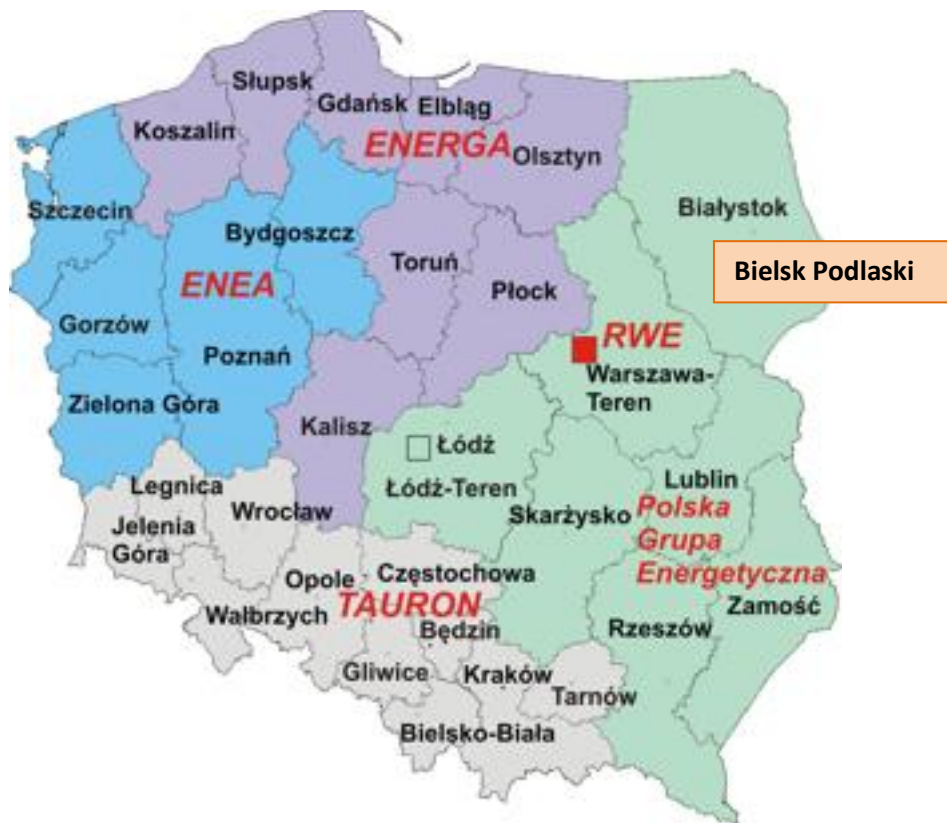 Słupsk
Gdańsk
Elbląg
Koszalin
ENERGA
Olsztyn
Szczecin
Białystok
Bydgoszcz
Toruń
Bielsk Podlaski
ENEA
Płock
Gorzów
RWE
Poznań
Warszawa-
Teren
Zielona Góra
Kalisz
Łódź
Łódź-Teren
Lublin
Legnica
Wrocław
Skarżysko
Polska
Grupa
Energetyczna
Jelenia
Góra
Opole
Częstochowa
TAURON
Wałbrzych
Będzin
Rzeszów
Zamość
Gliwice
Kraków
Tarnów
Bielsko-Biała